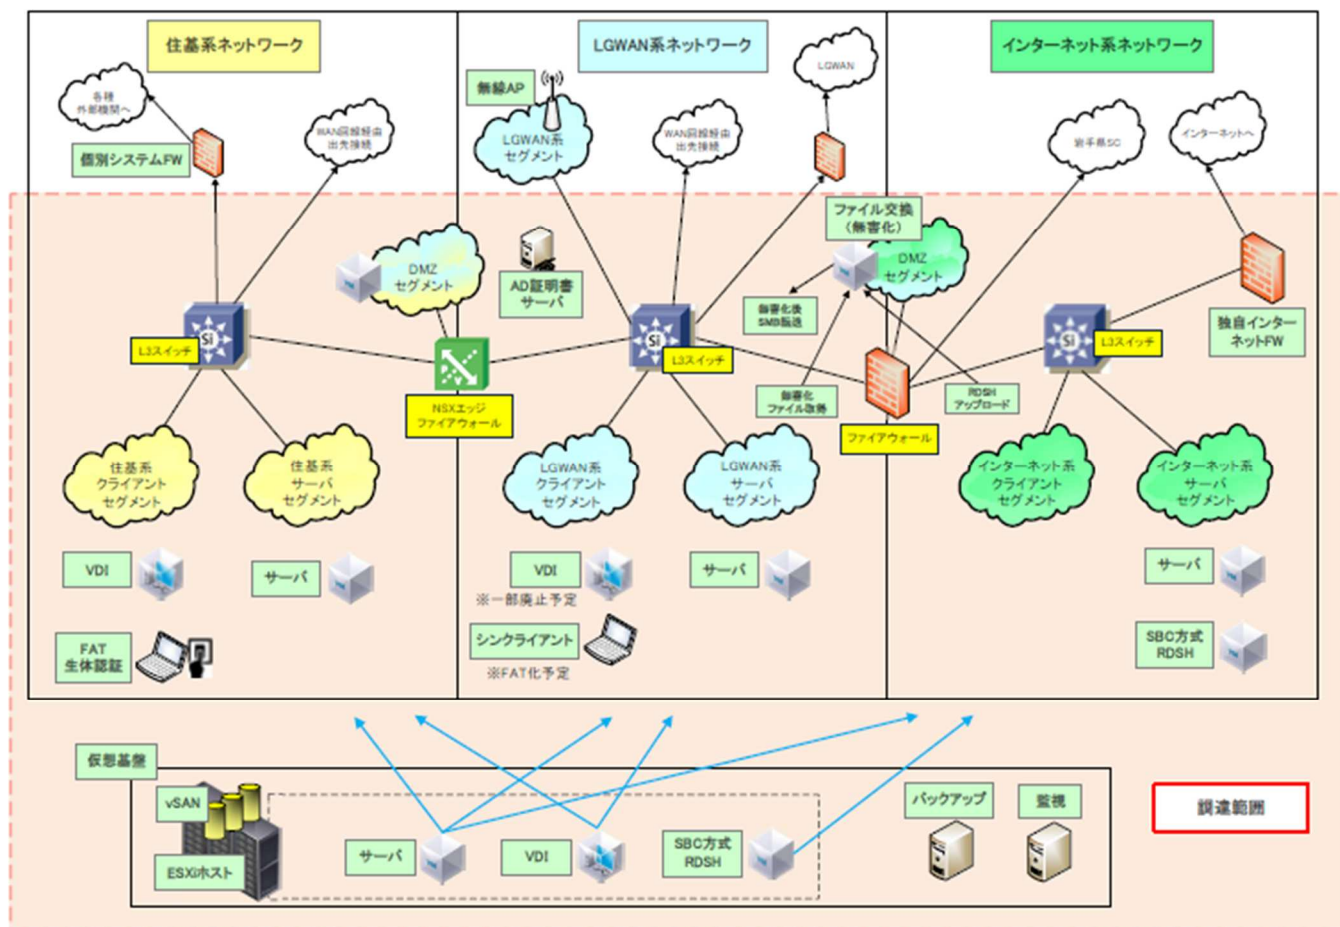 住基系ネットワーク
LGWAN系ネットワーク
インターネット系ネットワーク
各種
外部機関へ
個別システムFW
WAN回線経由
出先接続
無線AP
LGWAN系
セグメント
WAN回線経由
出先接続
LGWAN
岩手県SC
インターネットへ
DMZ
セグメント
AD証明書
サーバ
ファイル交換
(無害化)
DMZ
セグメント
無害化後
SMB転送
独自インター
ネットFW
Si
L3スイッチ
Si
L3スイッチ
Si
L3スイッチ
NSXエッジ
ファイアウォール
無害化
ファイル取得
RDSH
アップロード
ファイアウォール
住基系
クライアント
セグメント
住基系
サーバ
セグメント
LGWAN系
クライアント
セグメント
LGWAN系
サーバ
セグメント
インターネット系
クライアント
セグメント
インターネット系
サーバ
セグメント
VDI
サーバ
VDI
※一部廃止予定
サーバ
サーバ
FAT
生体認証
シンクライアント
※FAT化予定
SBC方式
RDSH
仮想基盤
vSAN
ESXiホスト
サーバ
VDI
SBC方式
RDSH
バックアップ
監視
調達範囲